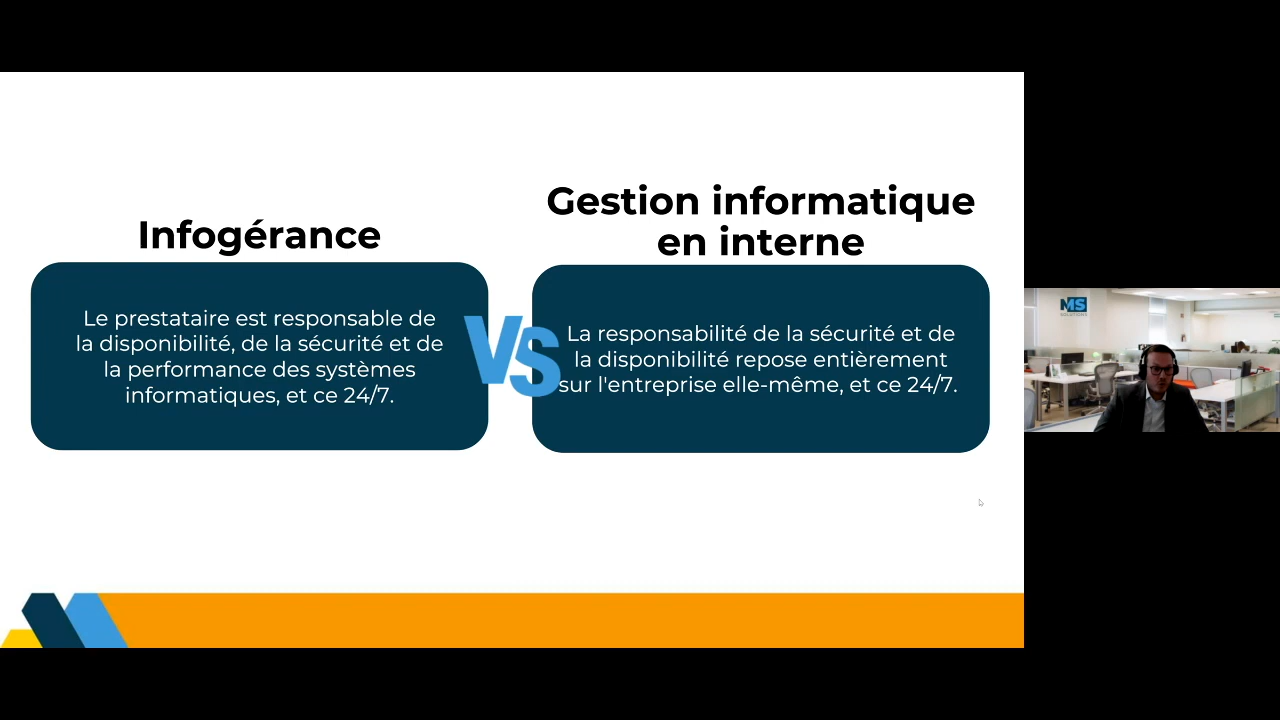 Infogérance
Le prestataire est responsable de
la disponibilité, de la sécurité et de
la performance des systèmes
informatiques, et ce 24/7.
VS
Gestion informatique
en interne
La responsabilité de la sécurité et de
la disponibilité repose entièrement
sur l'entreprise elle-même, et ce 24/7.
MS
SOLUTIONS